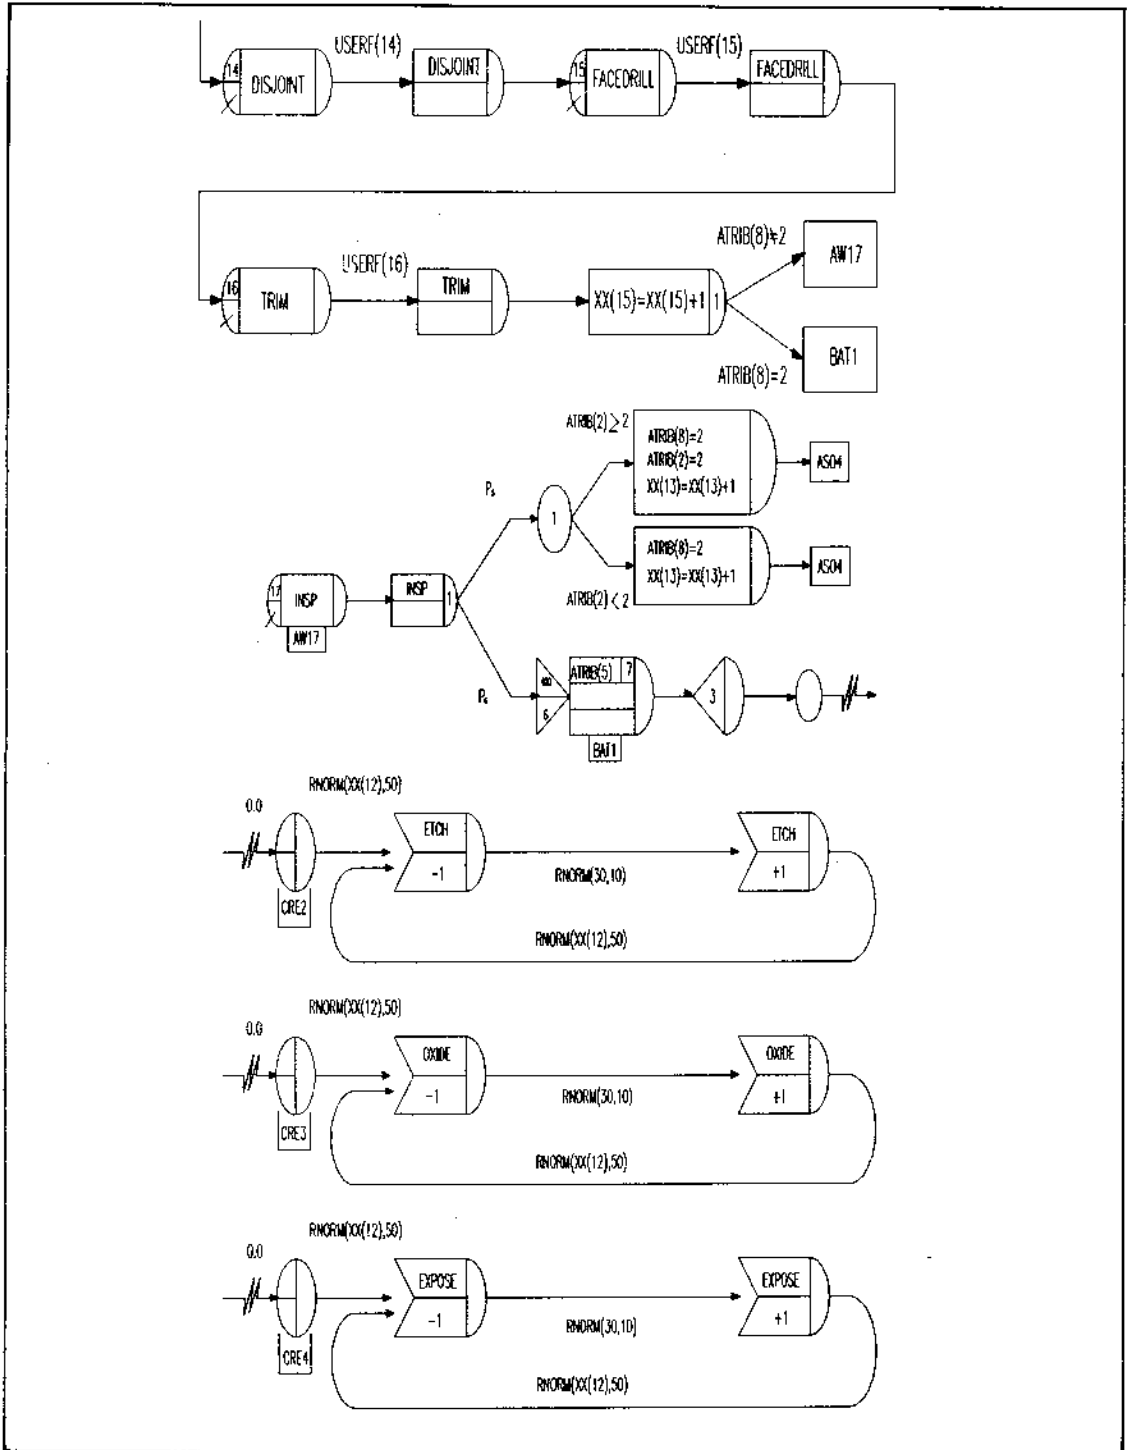 USERF(14)
USERF(15)
14
DISJOINT
DISJOINT
15
FACEDRILL
FACEDRILL
USERF(16)
16
TRIM
TRIM
XX(15)=XX(15)+1
1
ATRIB(8)≠2
AW17
BAT1
ATRIB(8)=2
ATRIB(2)≥2
ATRIB(8)=2
ATRIB(2)=2
XX(13)=XX(13)+1
AS04
1
ATRIB(8)=2
XX(13)=XX(13)+1
AS04
ATRIB(2)<2
17
INSP
AW17
INSP
1
6
ATRIB(5)
7
BAT1
3
RNORM(XX(12),50)
0.0
CRE2
ETCH
-1
RNORM(30,10)
ETCH
+1
RNORM(XX(12),50)
RNORM(XX(12),50)
0.0
CRE3
OXIDE
-1
RNORM(30,10)
OXIDE
+1
RNORM(XX(12),50)
RNORM(XX(12),50)
0.0
CRE4
EXPOSE
-1
RNORM(30,10)
EXPOSE
+1
RNORM(XX(12),50)